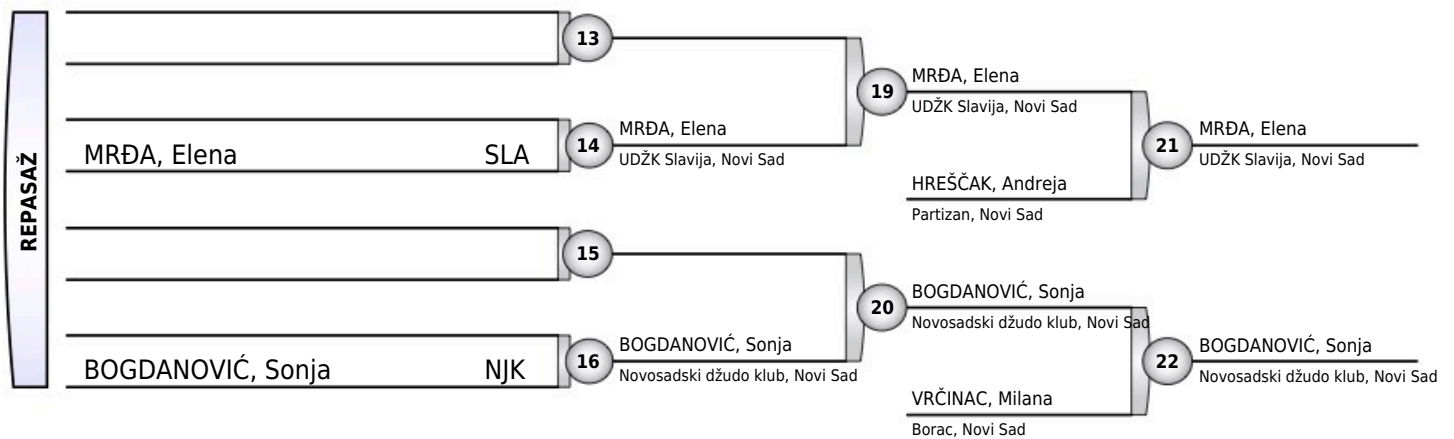 REPASAŽ
13
MRĐA, Elena SLA
14
MRĐA, Elena
UDŽK Slavija, Novi Sad
19
MRĐA, Elena
UDŽK Slavija, Novi Sad
HREŠČAK, Andreja
Partizan, Novi Sad
21
MRĐA, Elena
UDŽK Slavija, Novi Sad
15
BOGDANOVIĆ, Sonja NJK
16
BOGDANOVIĆ, Sonja
Novosadski džudo klub, Novi Sad
20
BOGDANOVIĆ, Sonja
Novosadski džudo klub, Novi Sad
VRČINAC, Milana
Borac, Novi Sad
22
BOGDANOVIĆ, Sonja
Novosadski džudo klub, Novi Sad